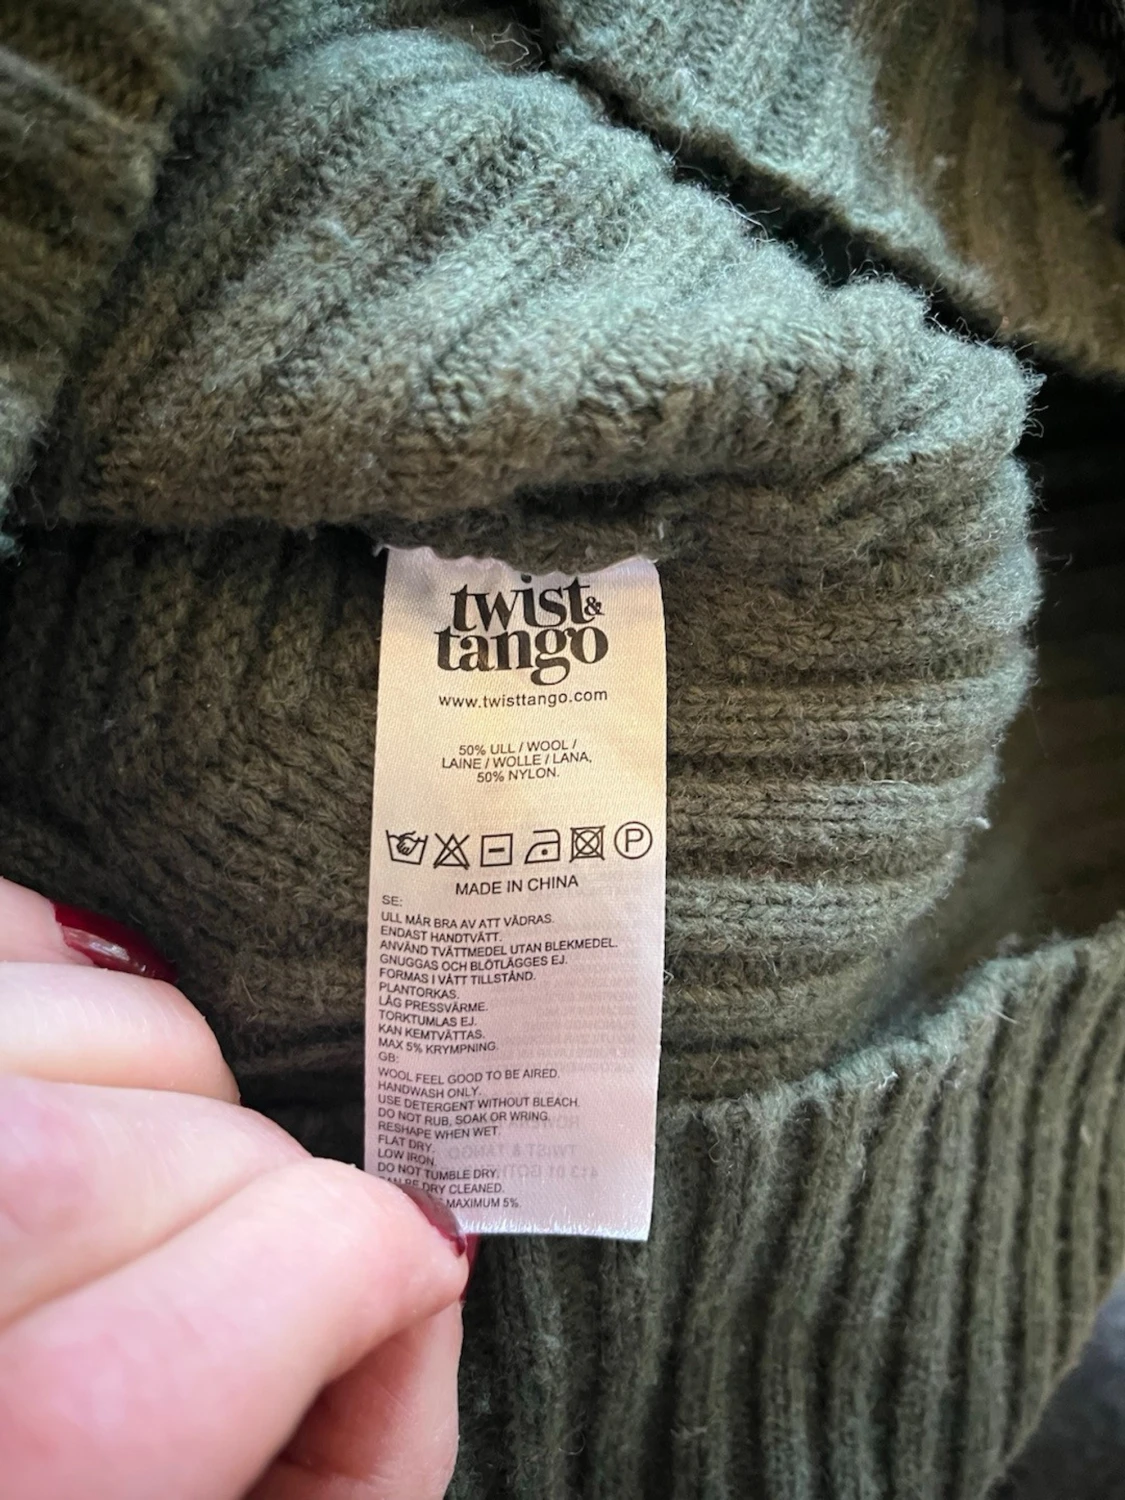 twist&
tango
www.twisttango.com
50% ULL / WOOL /
LAINE / WOLLE / LANA,
50% NYLON.
P
MADE IN CHINA
SE:
ULL MÅR BRA AV ATT VÄDRAS.
ENDAST HANDTVÄTT.
ANVÄND TVÄTTMEDEL UTAN BLEKMEDEL.
GNUGGAS OCH BLÖTLÄGGES EJ.
FORMAS I VÅTT TILLSTÅND.
PLANTORKAS.
LÅG PRESSVÄRME.
TORKTUMLAS EJ.
KAN KEMTVÄTTAS.
MAX 5% KRYMPNING.
GB:
WOOL FEEL GOOD TO BE AIRED.
HANDWASH ONLY.
USE DETERGENT WITHOUT BLEACH.
DO NOT RUB, SOAK OR WRING.
RESHAPE WHEN WET.
FLAT DRY.
LOW IRON.
DO NOT TUMBLE DRY.
CAN BE DRY CLEANED.
MAXIMUM 5%.